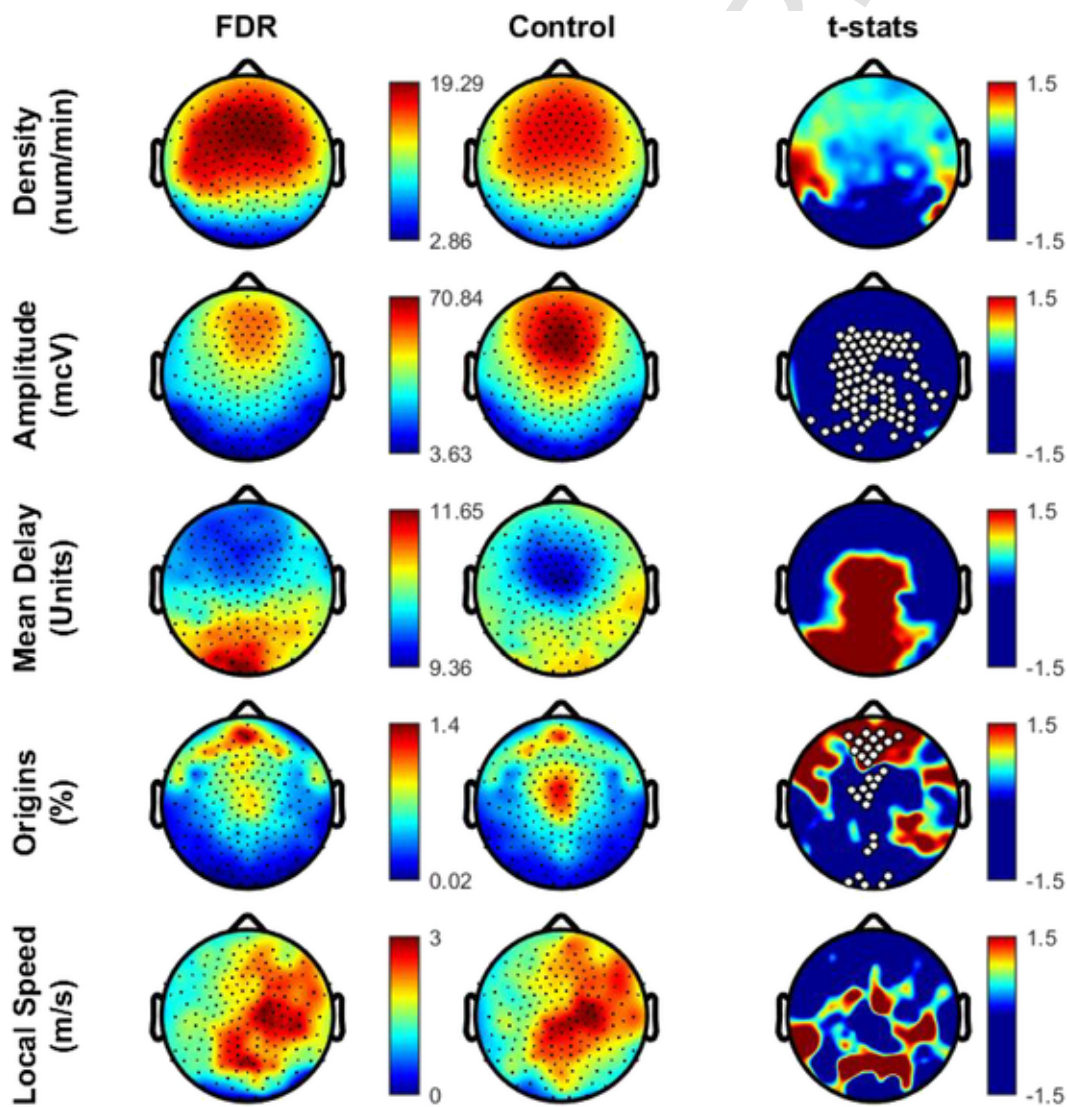 FDR
Control
t-stats
Density
(num/min)
19.29
2.86
1.5
-1.5
Amplitude
(mcV)
70.84
3.63
1.5
-1.5
Mean Delay
(Units)
11.65
9.36
1.5
-1.5
Origins
(%)
1.4
0.02
1.5
-1.5
Local Speed
(m/s)
3
0
1.5
-1.5